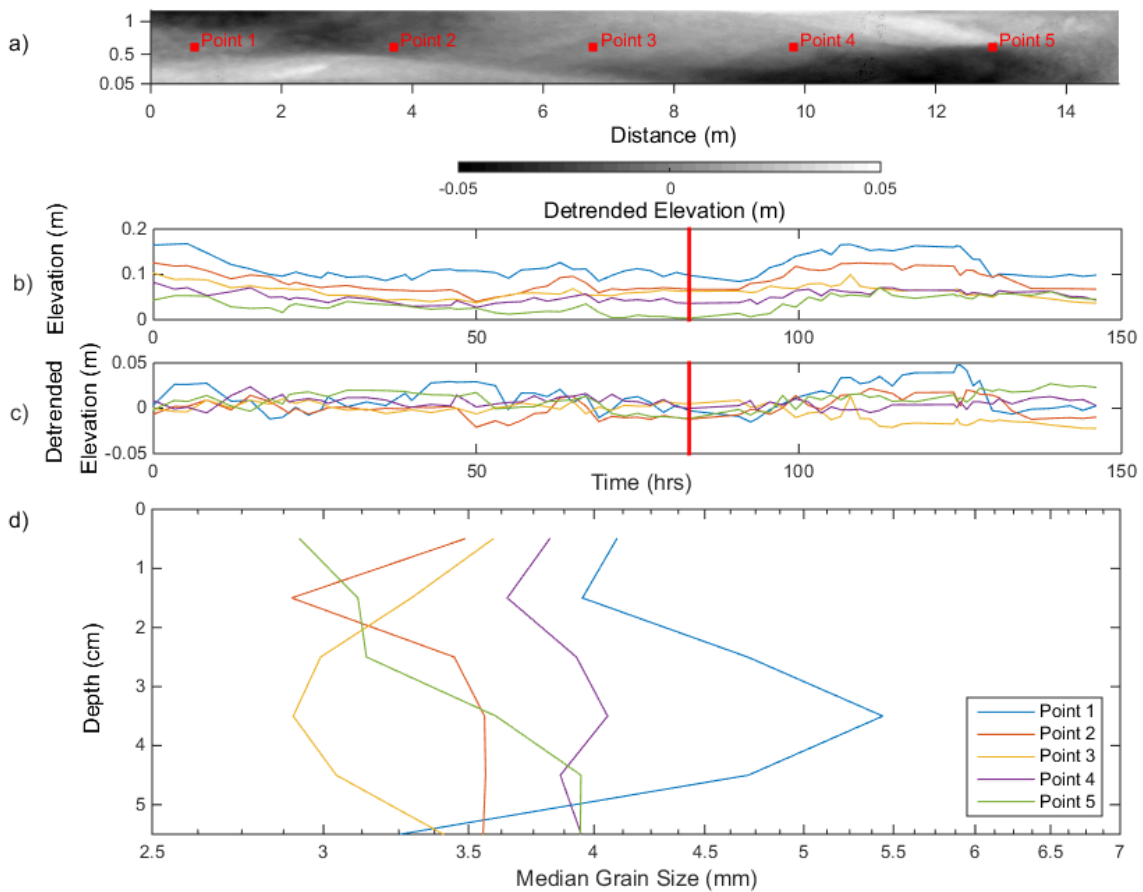 a)
1
0.5
0.05
Point 1 Point 2 Point 3 Point 4 Point 5
0 2 4 6 8 10 12 14
Distance (m)
-0.05 0 0.05
Detrended Elevation (m)
b)
Elevation (m)
0.2
0.1
0
0 50 100 150
c)
Detrended
Elevation (m)
0.05
0
-0.05
0 50 100 150
Time (hrs)
d)
Depth (cm)
0
1
2
3
4
5
Point 1
Point 2
Point 3
Point 4
Point 5
2.5 3 3.5 4 4.5 5 5.5 6 6.5 7
Median Grain Size (mm)